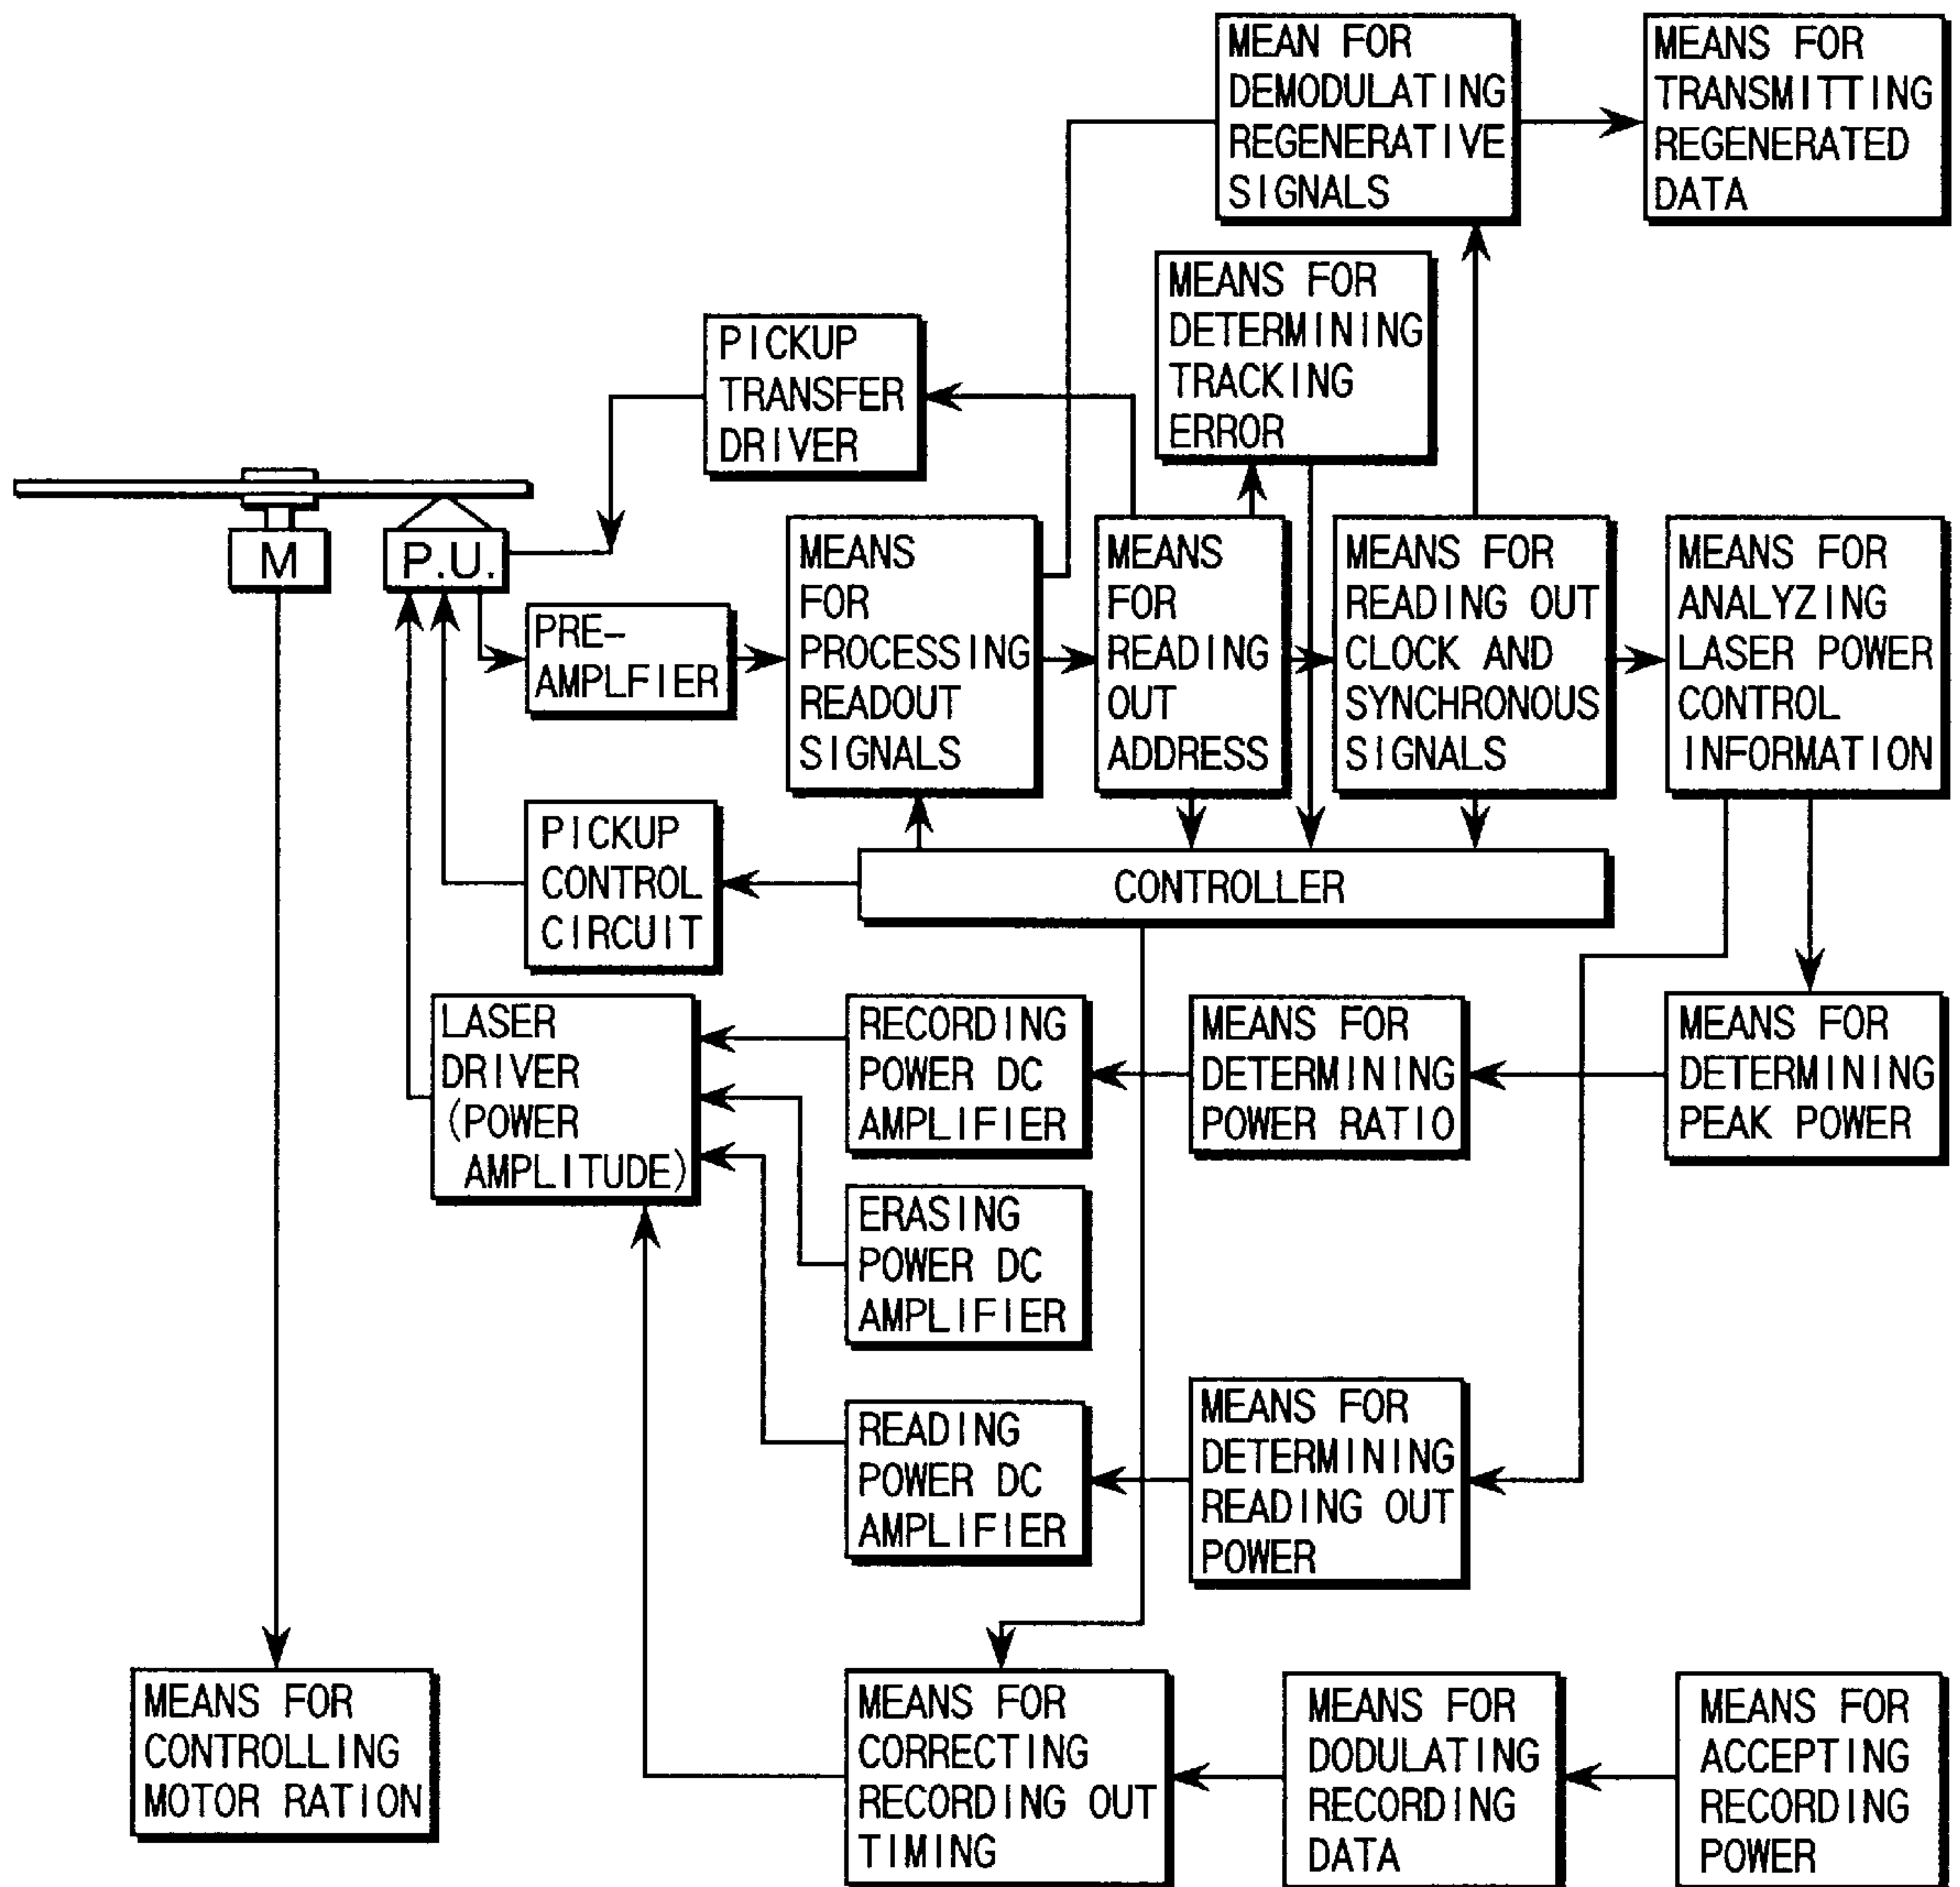 MEAN FOR
DEMODULATING
REGENERATIVE
SIGNALS
MEANS FOR
TRANSMITTING
REGENERATED
DATA
MEANS FOR
DETERMINING
TRACKING
ERROR
PICKUP
TRANSFER
DRIVER
M
P.U.
PRE-
AMPLFIER
MEANS
FOR
PROCESSING
READOUT
SIGNALS
MEANS
FOR
READING
OUT
ADDRESS
MEANS FOR
READING OUT
CLOCK AND
SYNCHRONOUS
SIGNALS
MEANS FOR
ANALYZING
LASER POWER
CONTROL
INFORMATION
PICKUP
CONTROL
CIRCUIT
CONTROLLER
LASER
DRIVER
(POWER
AMPLITUDE)
RECORDING
POWER DC
AMPLIFIER
MEANS FOR
DETERMINING
POWER RATIO
MEANS FOR
DETERMINING
PEAK POWER
ERASING
POWER DC
AMPLIFIER
READING
POWER DC
AMPLIFIER
MEANS FOR
DETERMINING
READING OUT
POWER
MEANS FOR
CONTROLLING
MOTOR RATION
MEANS FOR
CORRECTING
RECORDING OUT
TIMING
MEANS FOR
DODULATING
RECORDING
DATA
MEANS FOR
ACCEPTING
RECORDING
POWER